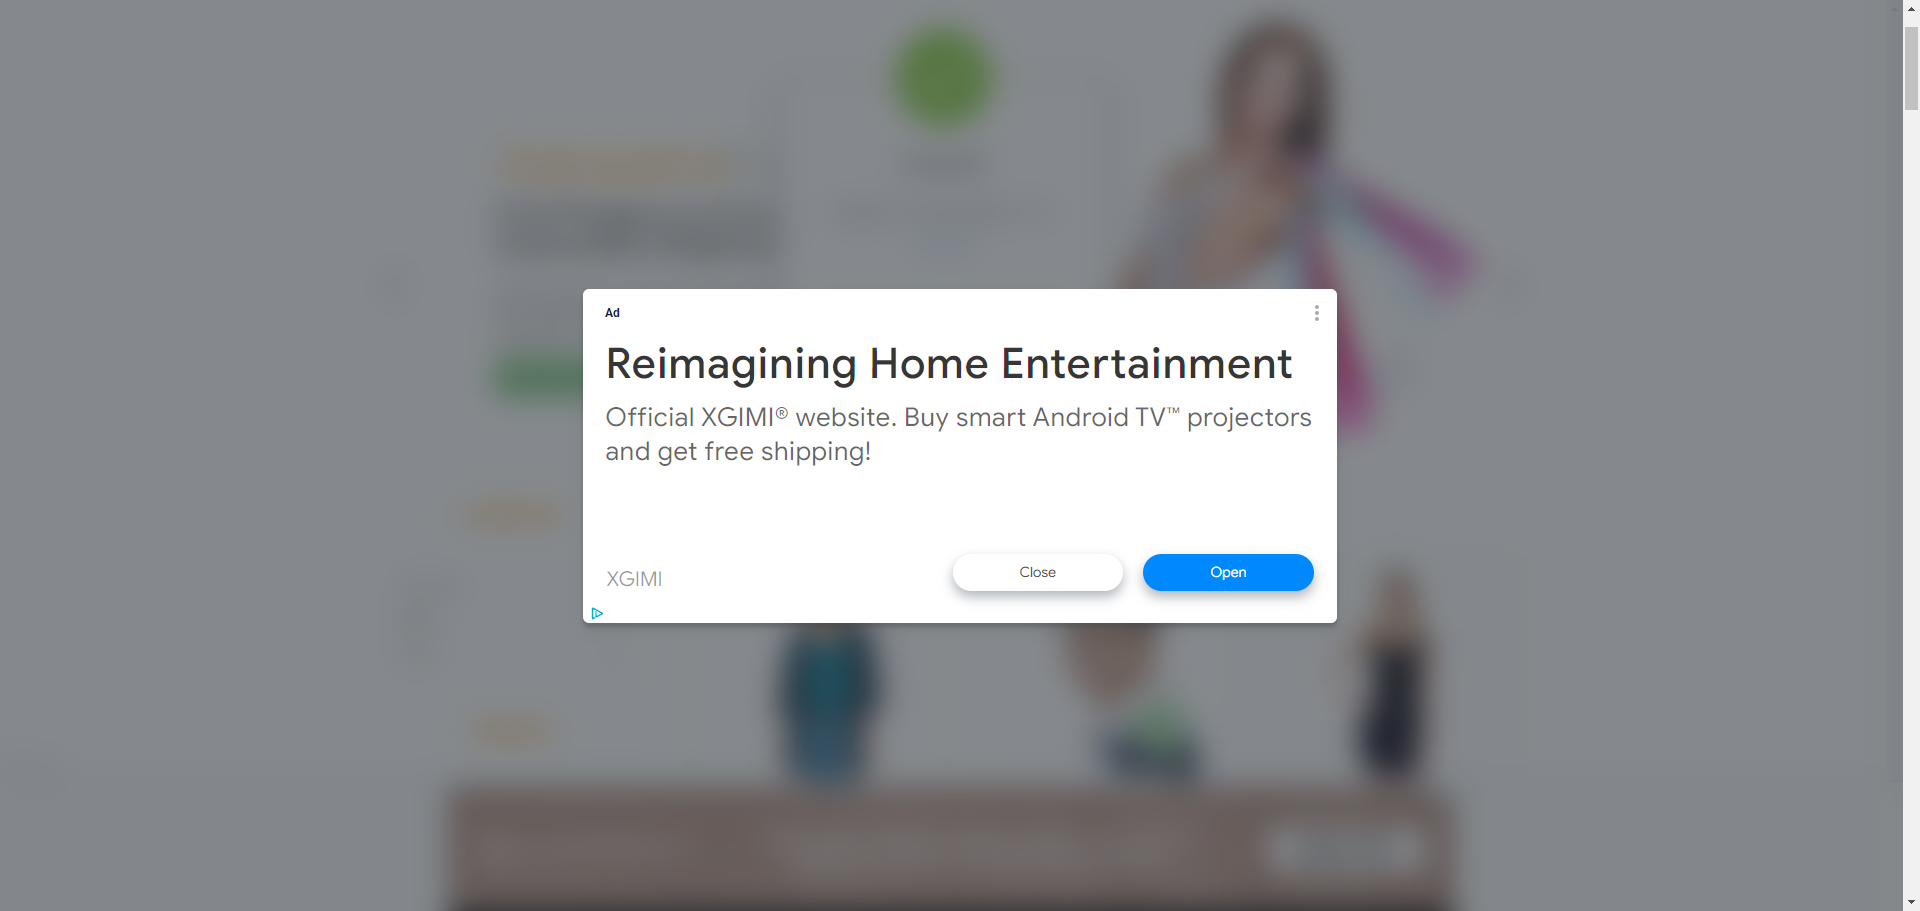 Ad
Reimagining Home Entertainment
Official XGIMI® website. Buy smart Android TV™ projectors
and get free shipping!
XGIMI
Close
Open